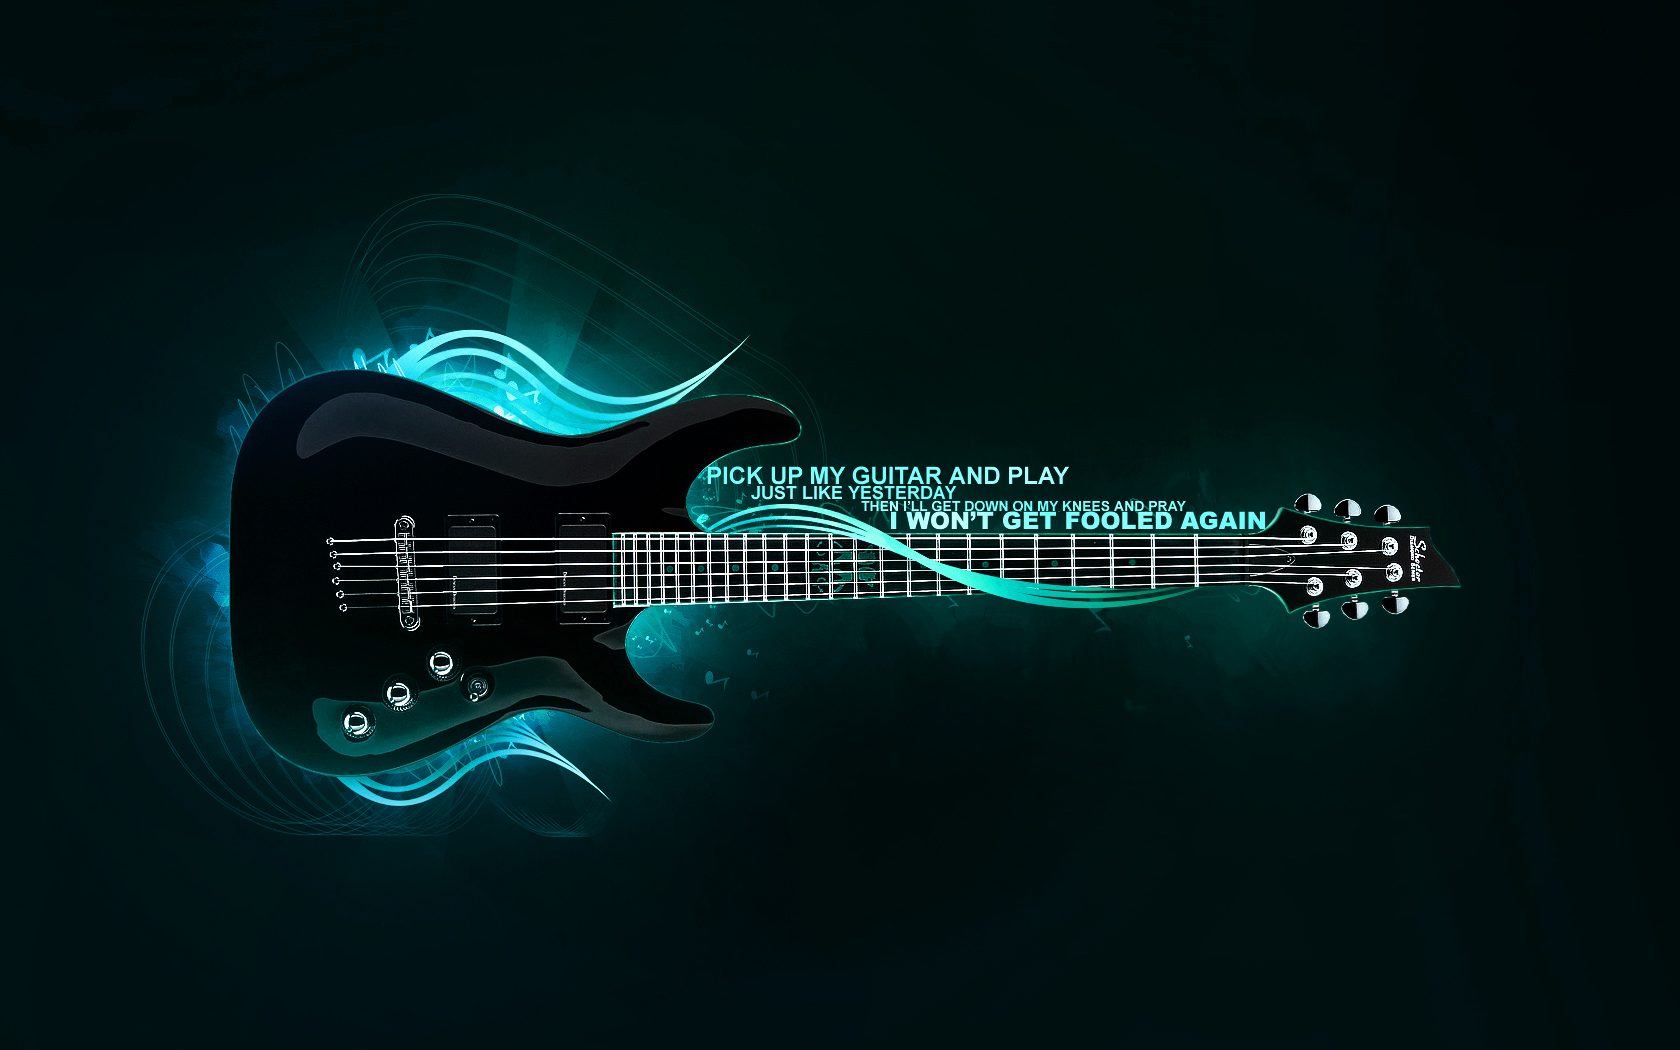 PICK UP MY GUITAR AND PLAY
JUST LIKE YESTERDAY
THEN I'LL GET DOWN ON MY KNEES AND PRAY
I WON'T GET FOOLED AGAIN
Schecter